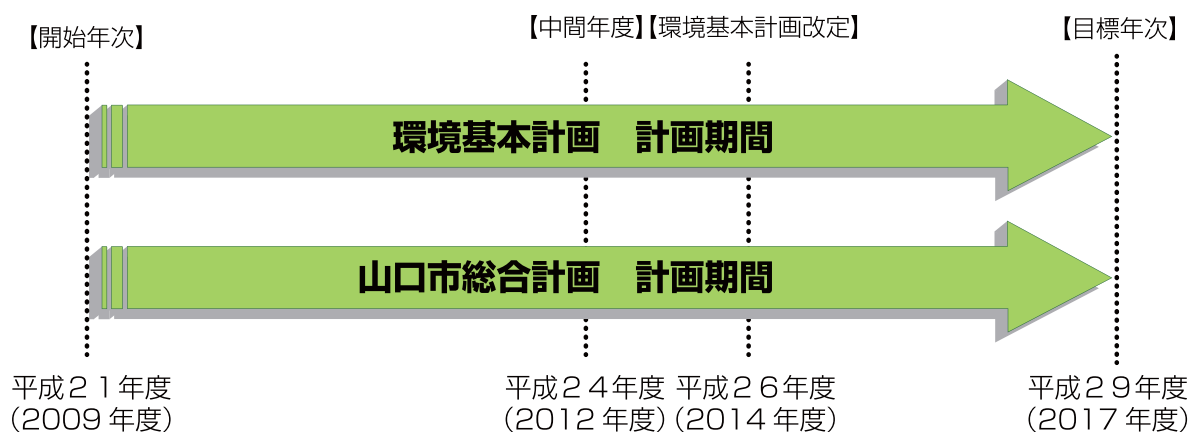 【開始年次】
【中間年度】【環境基本計画改定】
【目標年次】
環境基本計画　計画期間
山口市総合計画　計画期間
平成２１年度
（2009 年度）
平成２４年度
（2012 年度）
平成２６年度
（2014 年度）
平成２９年度
（2017 年度）